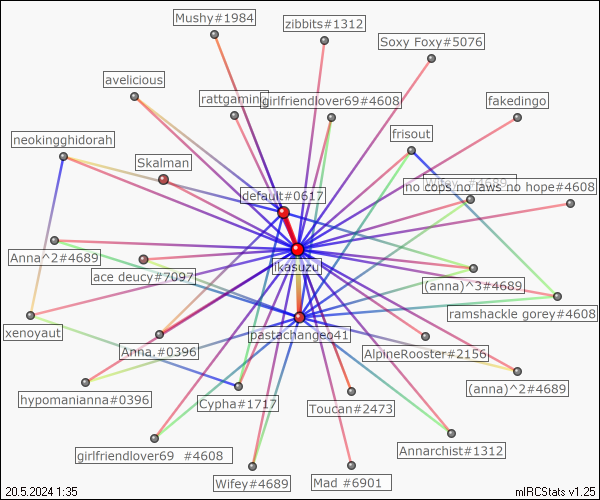 Mushy#1984
zibbits#1312
Soxy Foxy#5076
avelicious
rattgaming
girlfriendlover69#4608
fakedingo
neokingghidorah
frisout
Skalman
Wifey_#4689
no cops no laws no hope#4608
default#0617
Anna^2#4689
ikasuzu
ace deucy#7097
(anna)^3#4689
ramshackle gorey#4608
xenoyaut
pastachangeo41
Anna_#0396
AlpineRooster#2156
hypomanianna#0396
Cypha#1717
Toucan#2473
(anna)^2#4689
girlfriendlover69 #4608
Annarchist#1312
Wifey#4689
Mad #6901
20.5.2024 1:35
mIRCStats v1.25